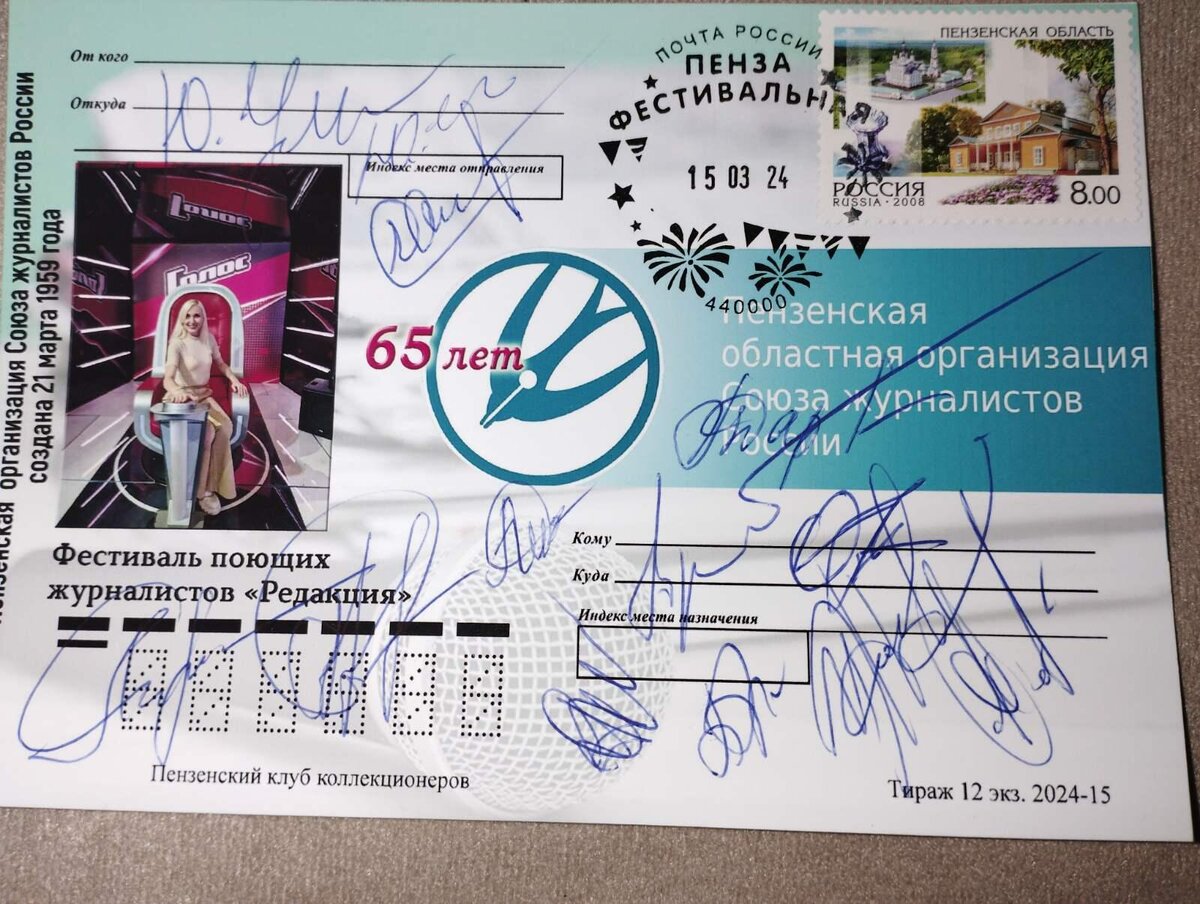 От кого
Откуда
Индекс места отправления
ПОЧТА РОССИИ
ПЕНЗА
ФЕСТИВАЛЬНАЯ
15 03 24
440000
ПЕНЗЕНСКАЯ ОБЛАСТЬ
РОССИЯ
RUSSIA · 2008
8.00
организация Союза журналистов России
создана 21 марта 1959 года
Голос
Голос
65 лет
Пензенская
областная организация
Союза журналистов
России
Фестиваль поющих
журналистов «Редакция»
Кому
Куда
Индекс места назначения
Пензенский клуб коллекционеров
Тираж 12 экз. 2024-15